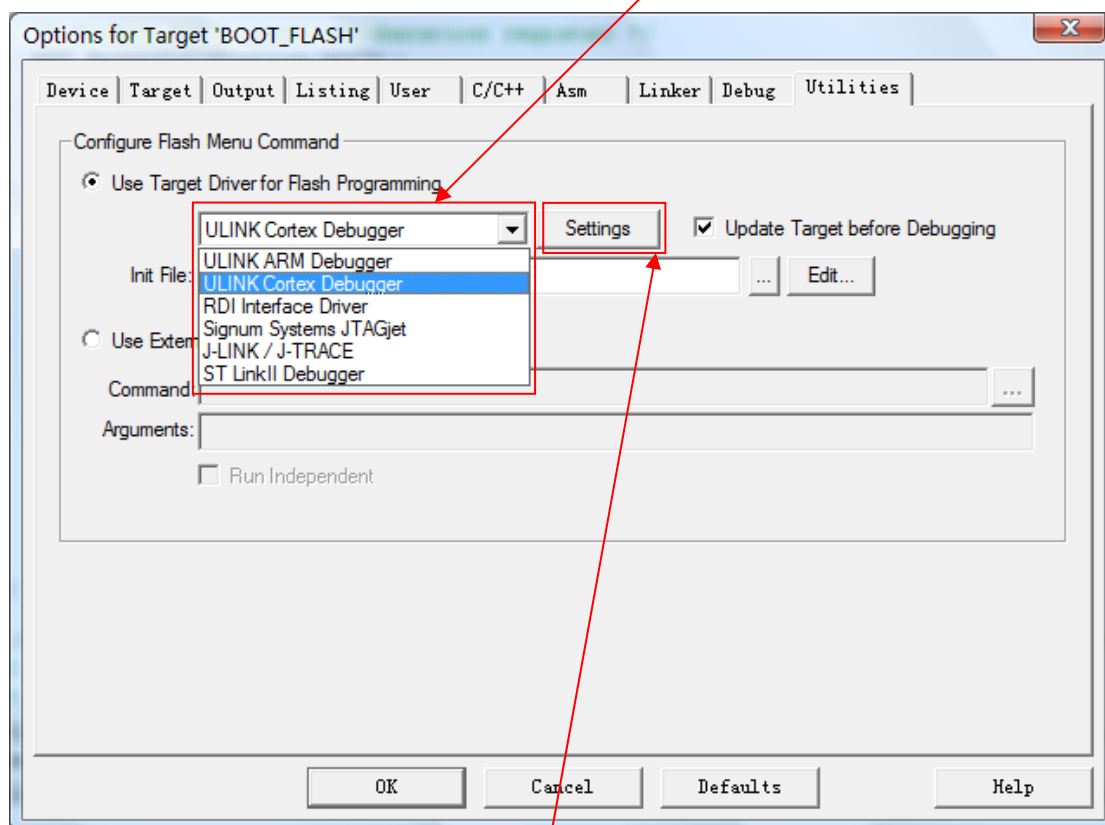 Options for Target 'BOOT_FLASH'
Device Target Output Listing User C/C++ Asm Linker Debug Utilities
Configure Flash Menu Command
Use Target Driver for Flash Programming
ULINK Cortex Debugger Settings Update Target before Debugging
ULINK ARM Debugger
Init File: ULINK Cortex Debugger ... Edit...
RDI Interface Driver
Signum Systems JTAGjet
Use Exter
J-LINK / J-TRACE
ST LinkII Debugger
Command: ...
Arguments:
Run Independent
OK Cancel Defaults Help